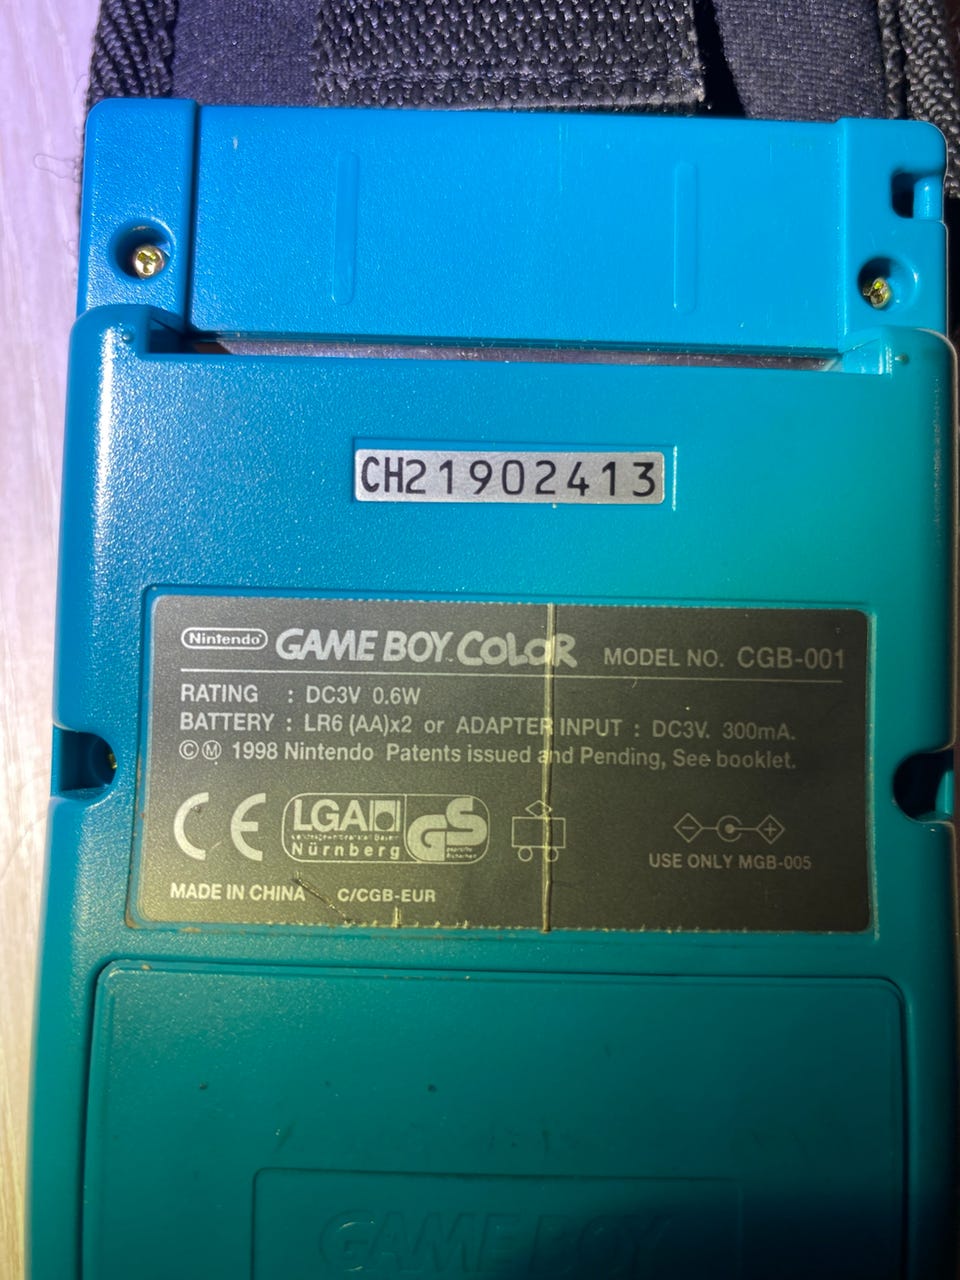 CH21902413
Nintendo GAME BOY COLOR MODEL NO. CGB-001
RATING : DC3V 0.6W
BATTERY : LR6 (AA)x2 or ADAPTER INPUT : DC3V. 300mA.
©Ⓜ 1998 Nintendo Patents issued and Pending, See booklet.
CE LGA Nürnberg GS geprüfte Sicherheit
USE ONLY MGB-005
MADE IN CHINA C/CGB-EUR
GAME BOY